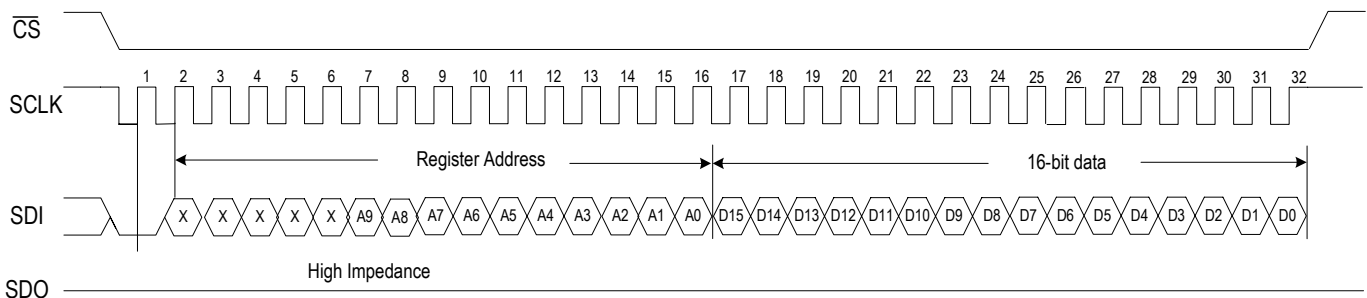 CS
1 2 3 4 5 6 7 8 9 10 11 12 13 14 15 16 17 18 19 20 21 22 23 24 25 26 27 28 29 30 31 32
SCLK
Register Address 16-bit data
SDI X X X X X A9 A8 A7 A6 A5 A4 A3 A2 A1 A0 D15 D14 D13 D12 D11 D10 D9 D8 D7 D6 D5 D4 D3 D2 D1 D0
High Impedance
SDO